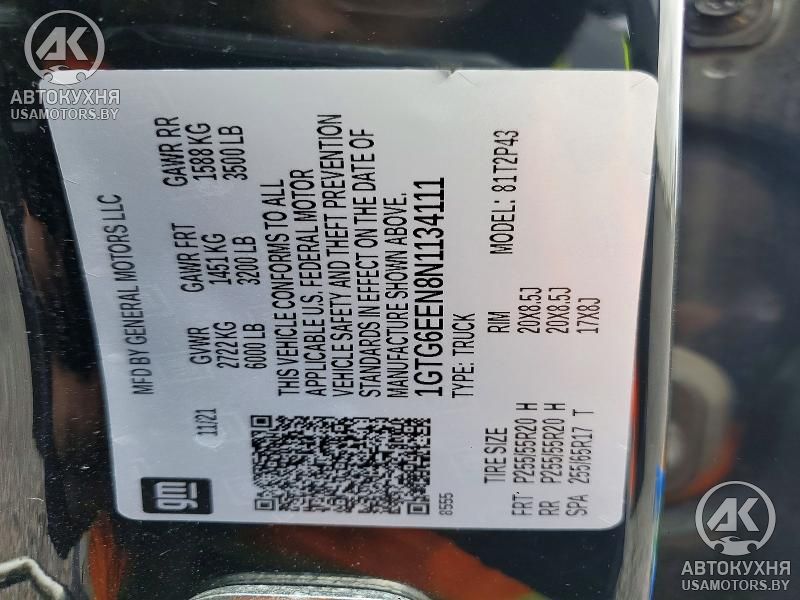 AK
АВТОКУХНЯ
USAMOTORS.BY
gm
MFD BY GENERAL MOTORS LLC
11/21
GVWR GAWR FRT GAWR RR
2722 KG 1451 KG 1588 KG
6000 LB 3200 LB 3500 LB
THIS VEHICLE CONFORMS TO ALL
APPLICABLE U.S. FEDERAL MOTOR
VEHICLE SAFETY AND THEFT PREVENTION
STANDARDS IN EFFECT ON THE DATE OF
MANUFACTURE SHOWN ABOVE.
1GTG6EEN8N1134111
8555
TYPE: TRUCK
TIRE SIZE RIM MODEL: 81T2P43
FRT P255/55R20 H 20X8.5J
RR P255/55R20 H 20X8.5J
SPA 255/65R17 T 17X8J
AK
АВТОКУХНЯ
USAMOTORS.BY